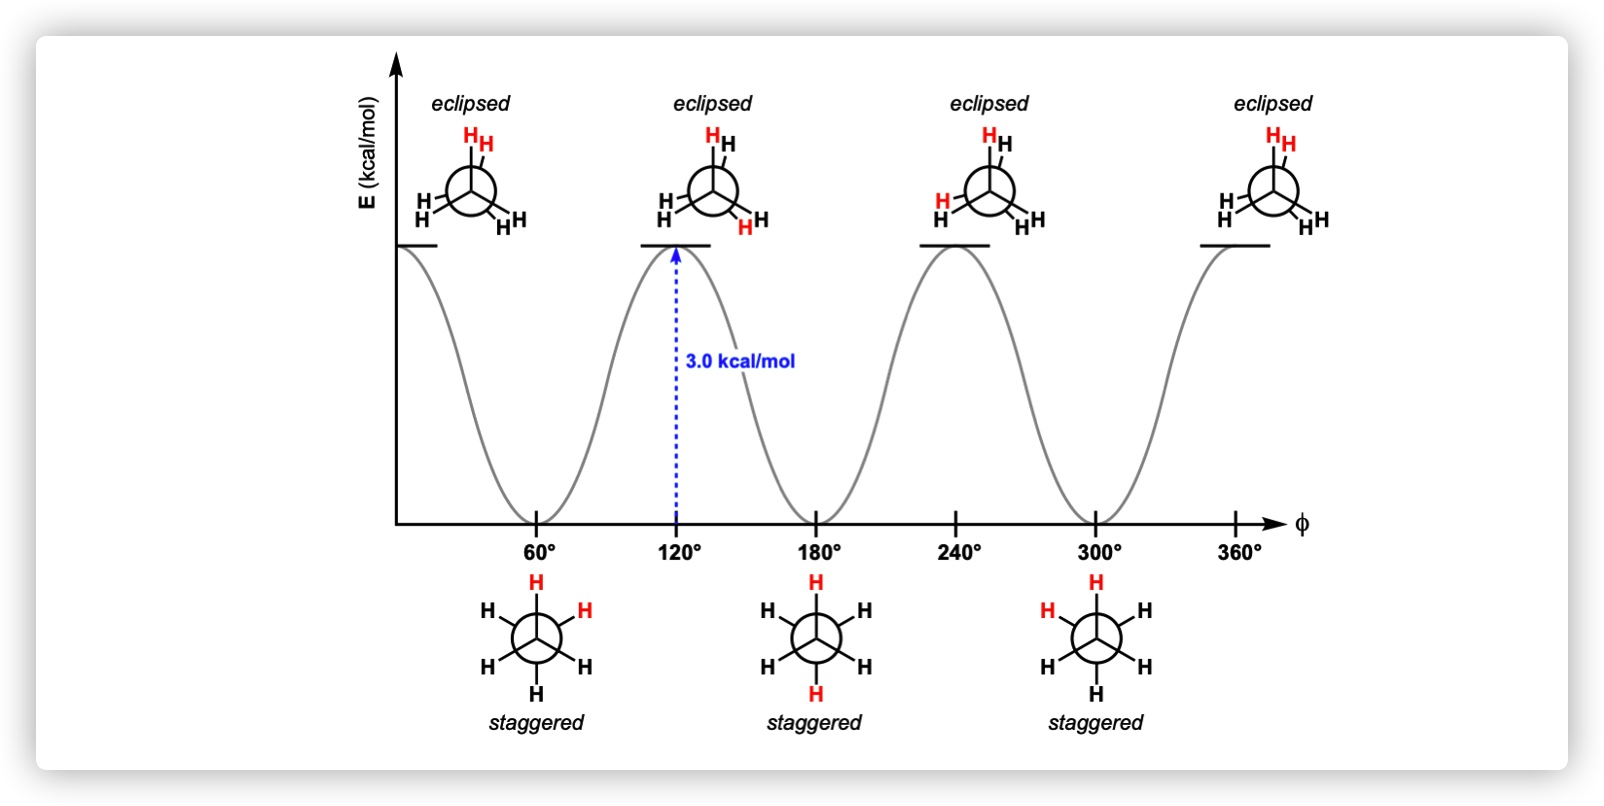 E (kcal/mol)
eclipsed eclipsed eclipsed eclipsed
H H H H
H H H H
H H H H
H H H H H H H H
H H H H
3.0 kcal/mol
ϕ
60° 120° 180° 240° 300° 360°
H H H
H H H H H H
H H H H H H
H H H
staggered staggered staggered